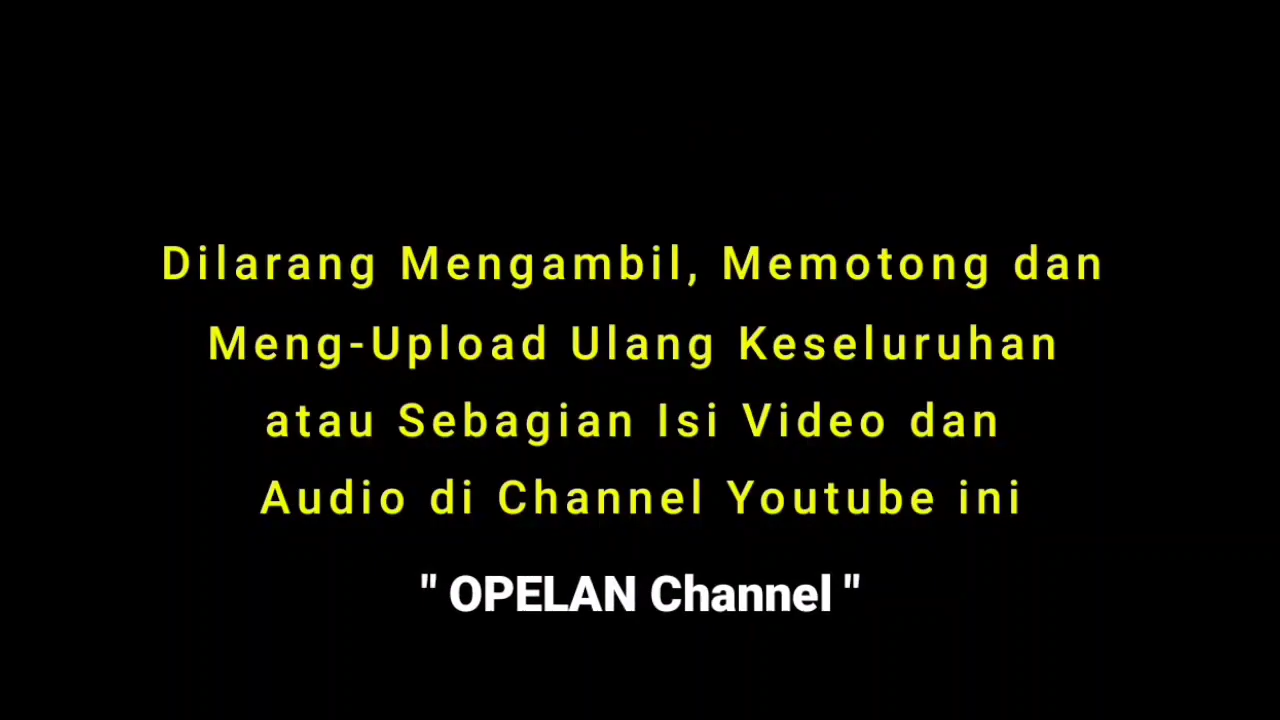 Dilarang Mengambil, Memotong dan
Meng-Upload Ulang Keseluruhan
atau Sebagian Isi Video dan
Audio di Channel Youtube ini
" OPELAN Channel "